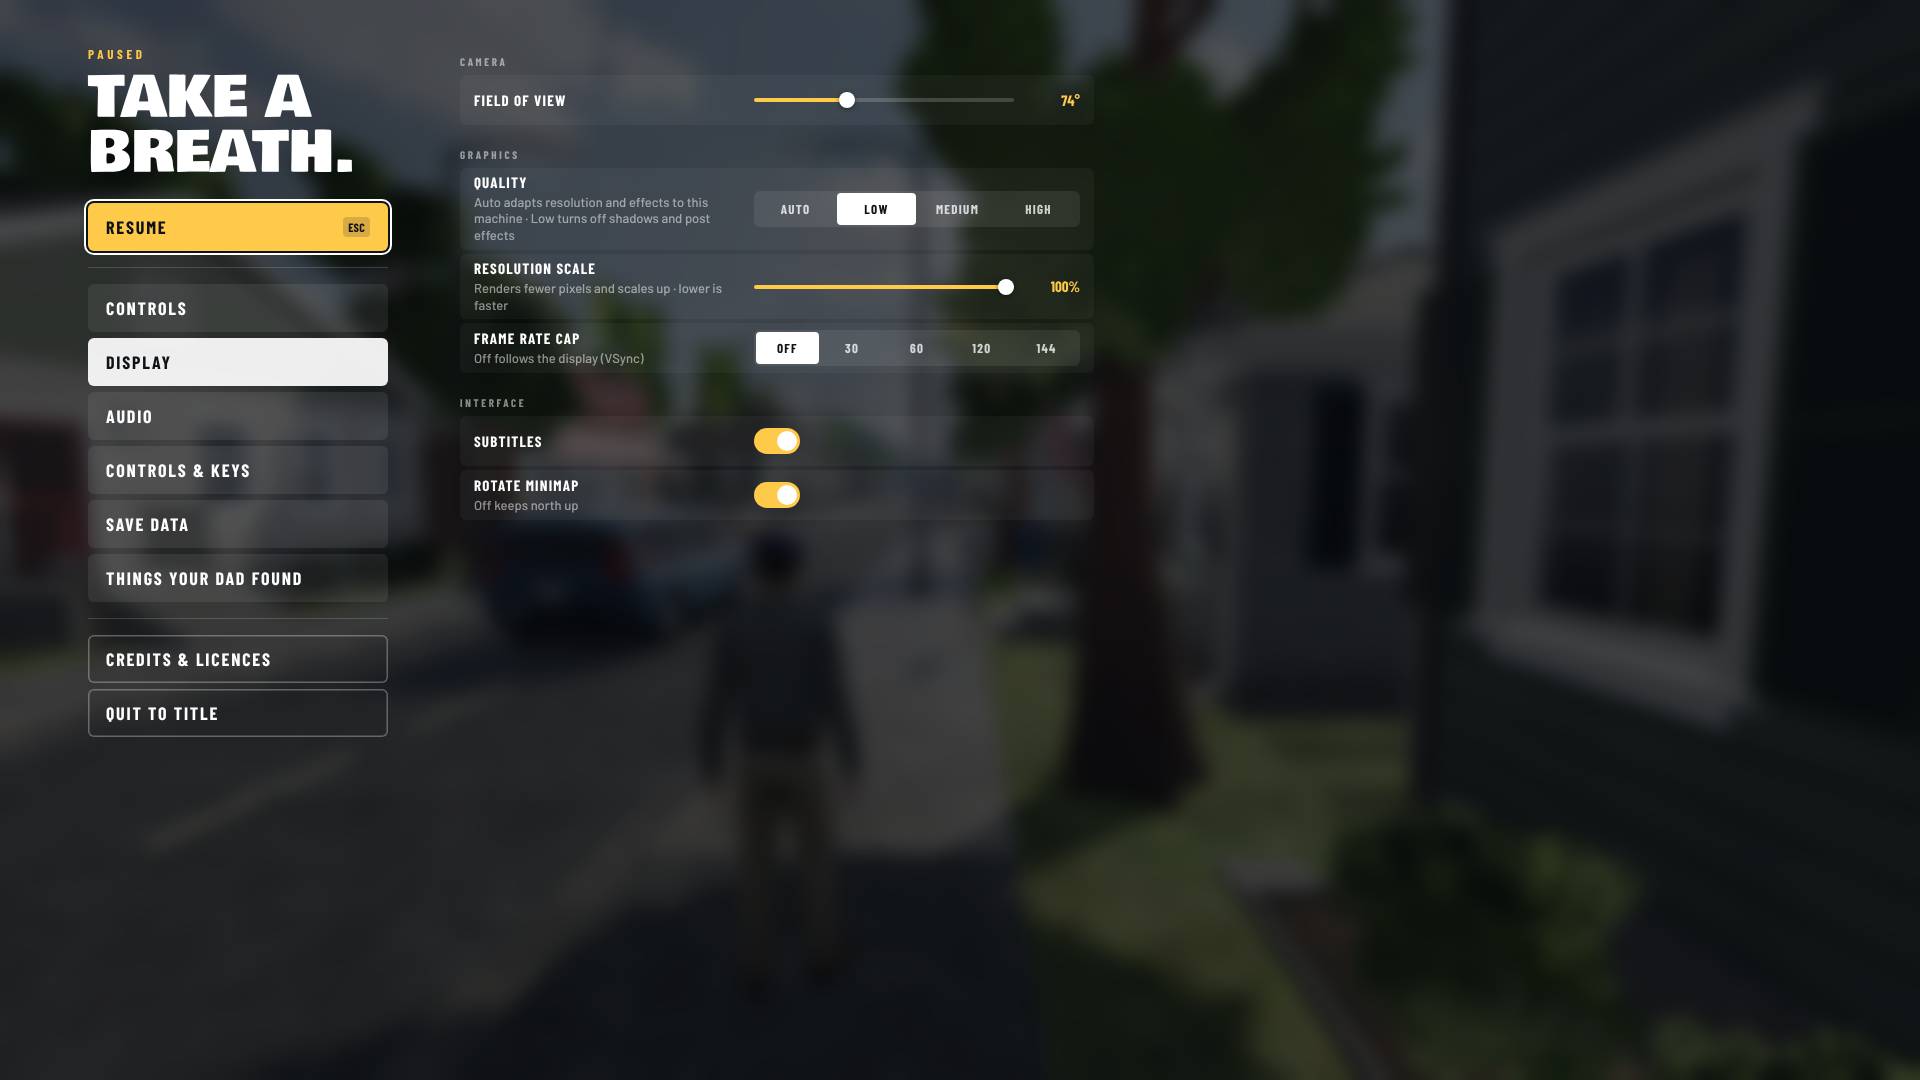 PAUSED
TAKE A
BREATH.
RESUME ESC
CONTROLS
DISPLAY
AUDIO
CONTROLS & KEYS
SAVE DATA
THINGS YOUR DAD FOUND
CREDITS & LICENCES
QUIT TO TITLE
CAMERA
FIELD OF VIEW 74°
GRAPHICS
QUALITY
Auto adapts resolution and effects to this
machine · Low turns off shadows and post
effects
AUTO LOW MEDIUM HIGH
RESOLUTION SCALE
Renders fewer pixels and scales up · lower is
faster
100%
FRAME RATE CAP
Off follows the display (VSync)
OFF 30 60 120 144
INTERFACE
SUBTITLES
ROTATE MINIMAP
Off keeps north up